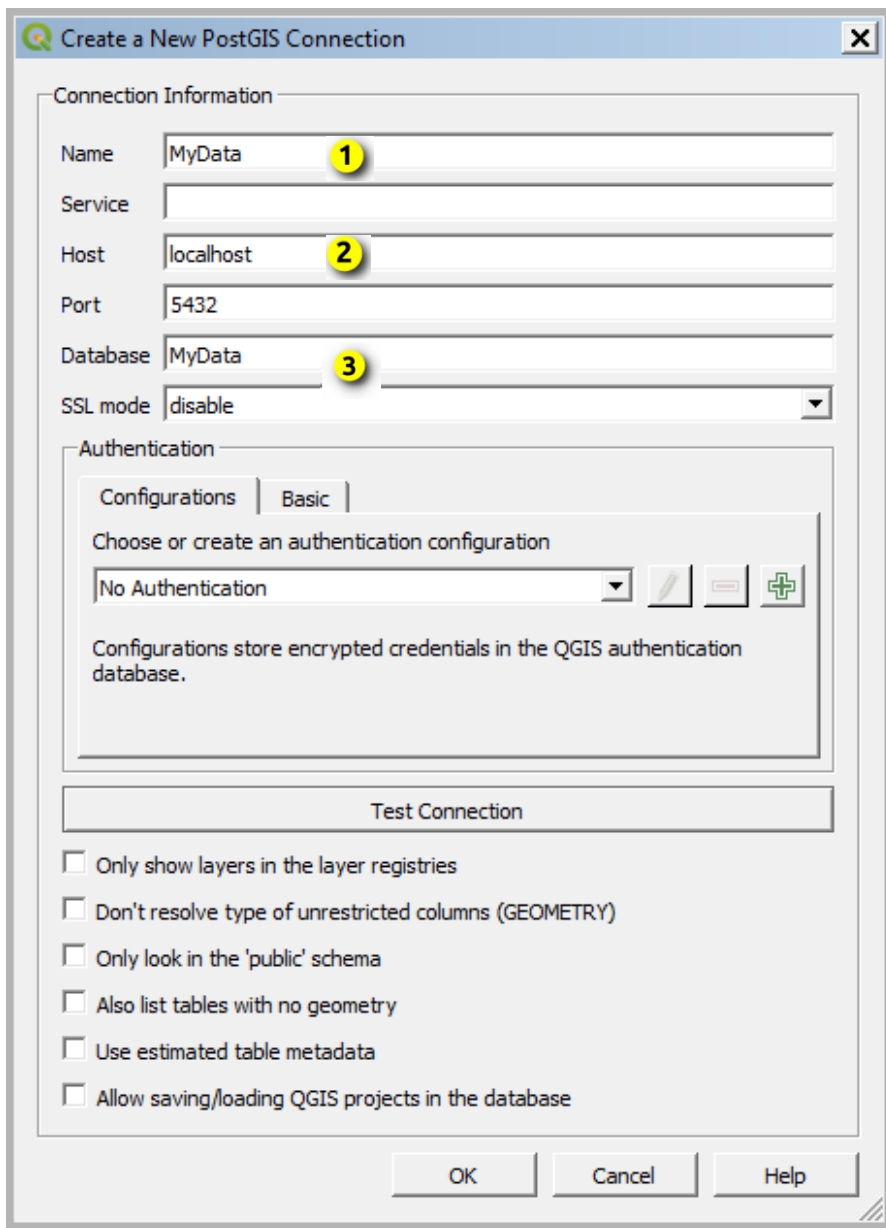 Create a New PostGIS Connection
Connection Information
Name MyData 1
Service
Host localhost 2
Port 5432
Database MyData 3
SSL mode disable
Authentication
Configurations Basic
Choose or create an authentication configuration
No Authentication
Configurations store encrypted credentials in the QGIS authentication
database.
Test Connection
Only show layers in the layer registries
Don't resolve type of unrestricted columns (GEOMETRY)
Only look in the 'public' schema
Also list tables with no geometry
Use estimated table metadata
Allow saving/loading QGIS projects in the database
OK Cancel Help